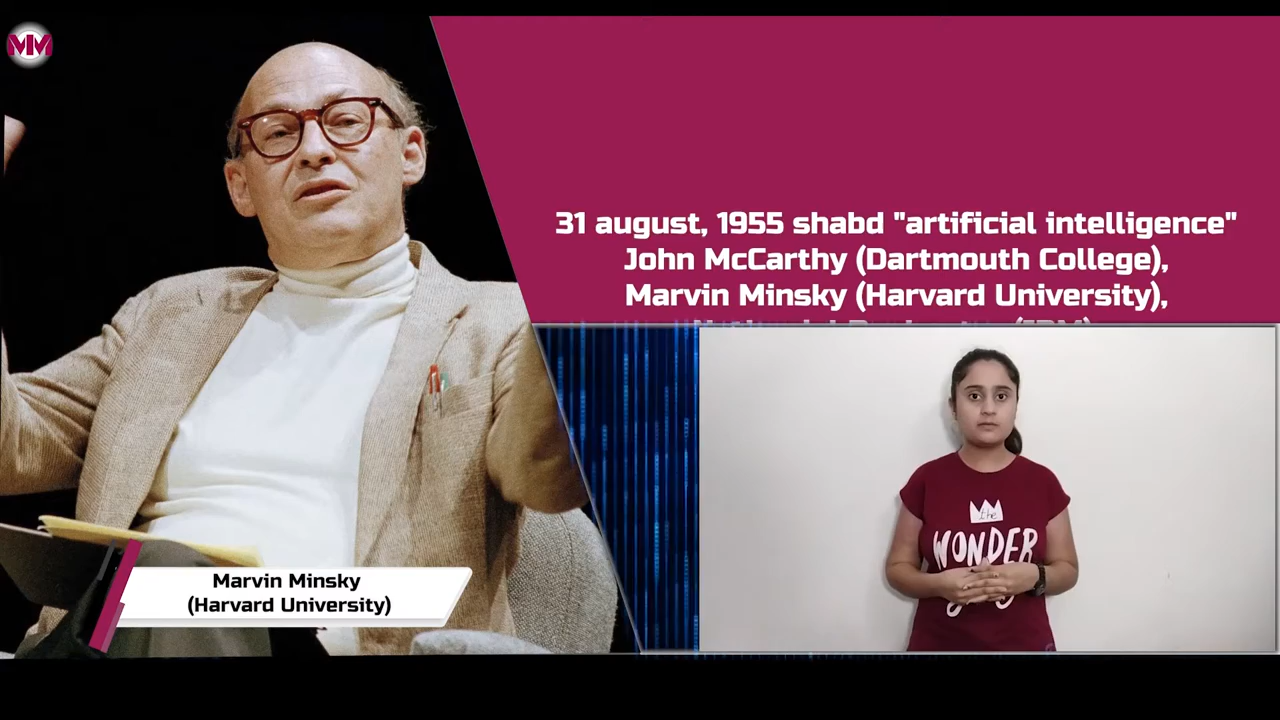 MM
31 august, 1955 shabd "artificial intelligence"
John McCarthy (Dartmouth College),
Marvin Minsky (Harvard University),
the
WONDER
Marvin Minsky
(Harvard University)